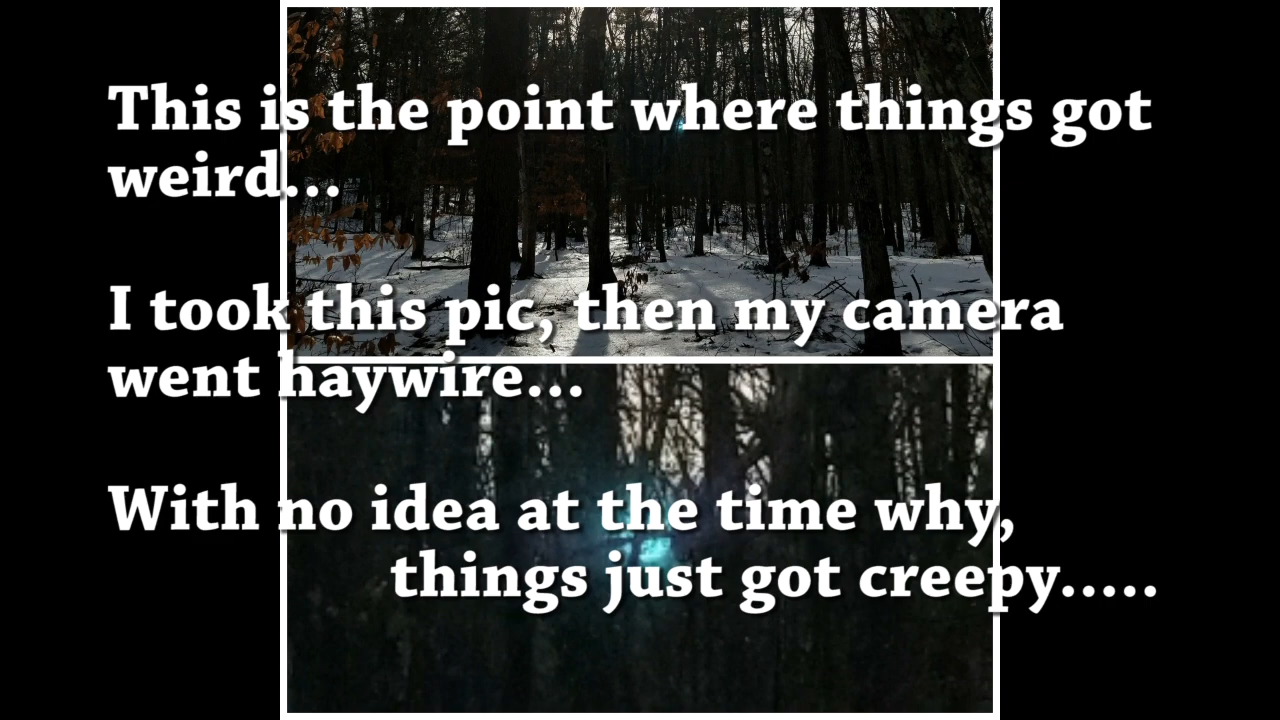 This is the point where things got
weird...
I took this pic, then my camera
went haywire...
With no idea at the time why,
things just got creepy.....